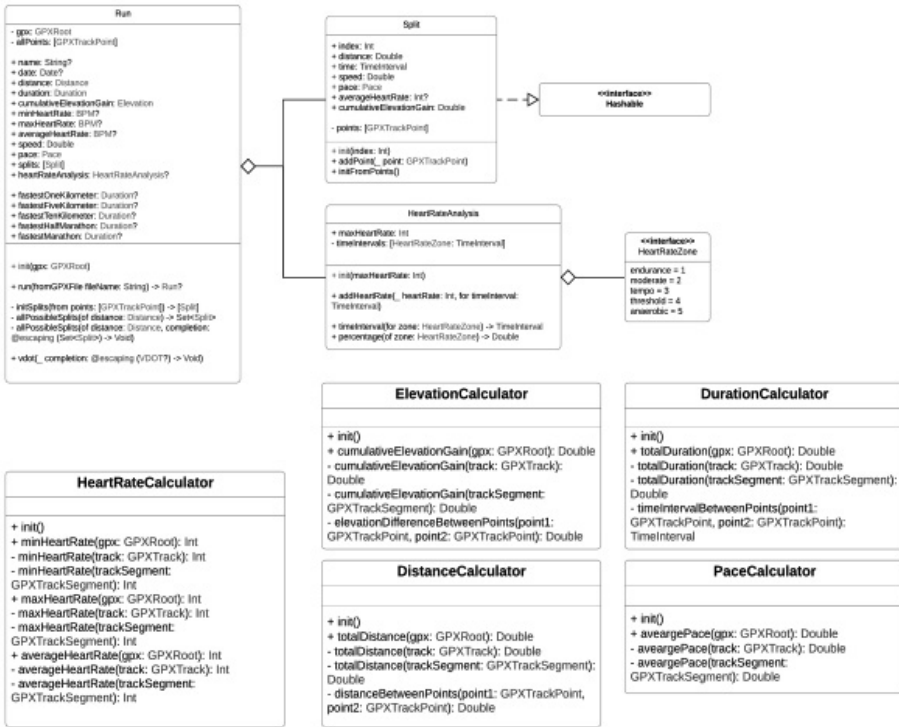 Run
- gpx: GPXRoot
- allPoints: [GPXTrackPoint]
+ name: String?
+ date: Date?
+ distance: Distance
+ duration: Duration
+ cumulativeElevationGain: Elevation
+ minHeartRate: BPM?
+ maxHeartRate: BPM?
+ averageHeartRate: BPM?
+ speed: Double
+ pace: Pace
+ splits: [Split]
+ heartRateAnalysis: HeartRateAnalysis?
+ fastestOneKilometer: Duration?
+ fastestFiveKilometer: Duration?
+ fastestTenKilometer: Duration?
+ fastestHalfMarathon: Duration?
+ fastestMarathon: Duration?
+ init(gpx: GPXRoot)
+ run(fromGPXFile fileName: String) -> Run?
- initSplits(from points: [GPXTrackPoint]) -> [Split]
- allPossibleSplits(of distance: Distance) -> Set<Split>
- allPossibleSplits(of distance: Distance, completion:
@escaping (Set<Split>) -> Void)
+ vdot(_ completion: @escaping (VDOT?) -> Void)
Split
+ index: Int
+ distance: Double
+ time: TimeInterval
+ speed: Double
+ pace: Pace
+ averageHeartRate: Int?
+ cumulativeElevationGain: Double
- points: [GPXTrackPoint]
+ init(index: Int)
+ addPoint(_ point: GPXTrackPoint)
+ initFromPoints()
<<interface>>
Hashable
HeartRateAnalysis
+ maxHeartRate: Int
- timeIntervals: [HeartRateZone: TimeInterval]
+ init(maxHeartRate: Int)
+ addHeartRate(_ heartRate: Int, for timeInterval:
TimeInterval)
+ timeInterval(for zone: HeartRateZone) -> TimeInterval
+ percentage(of zone: HeartRateZone) -> Double
<<interface>>
HeartRateZone
endurance = 1
moderate = 2
tempo = 3
threshold = 4
anaerobic = 5
ElevationCalculator
+ init()
+ cumulativeElevationGain(gpx: GPXRoot): Double
- cumulativeElevationGain(track: GPXTrack):
Double
- cumulativeElevationGain(trackSegment:
GPXTrackSegment): Double
- elevationDifferenceBetweenPoints(point1:
GPXTrackPoint, point2: GPXTrackPoint): Double
DurationCalculator
+ init()
+ totalDuration(gpx: GPXRoot): Double
- totalDuration(track: GPXTrack): Double
- totalDuration(trackSegment: GPXTrackSegment):
Double
- timeIntervalBetweenPoints(point1:
GPXTrackPoint, point2: GPXTrackPoint):
TimeInterval
HeartRateCalculator
+ init()
+ minHeartRate(gpx: GPXRoot): Int
- minHeartRate(track: GPXTrack): Int
- minHeartRate(trackSegment:
GPXTrackSegment): Int
+ maxHeartRate(gpx: GPXRoot): Int
- maxHeartRate(track: GPXTrack): Int
- maxHeartRate(trackSegment:
GPXTrackSegment): Int
+ averageHeartRate(gpx: GPXRoot): Int
- averageHeartRate(track: GPXTrack): Int
- averageHeartRate(trackSegment:
GPXTrackSegment): Int
DistanceCalculator
+ init()
+ totalDistance(gpx: GPXRoot): Double
- totalDistance(track: GPXTrack): Double
- totalDistance(trackSegment: GPXTrackSegment):
Double
- distanceBetweenPoints(point1: GPXTrackPoint,
point2: GPXTrackPoint): Double
PaceCalculator
+ init()
+ aveargePace(gpx: GPXRoot): Double
- aveargePace(track: GPXTrack): Double
- aveargePace(trackSegment:
GPXTrackSegment): Double